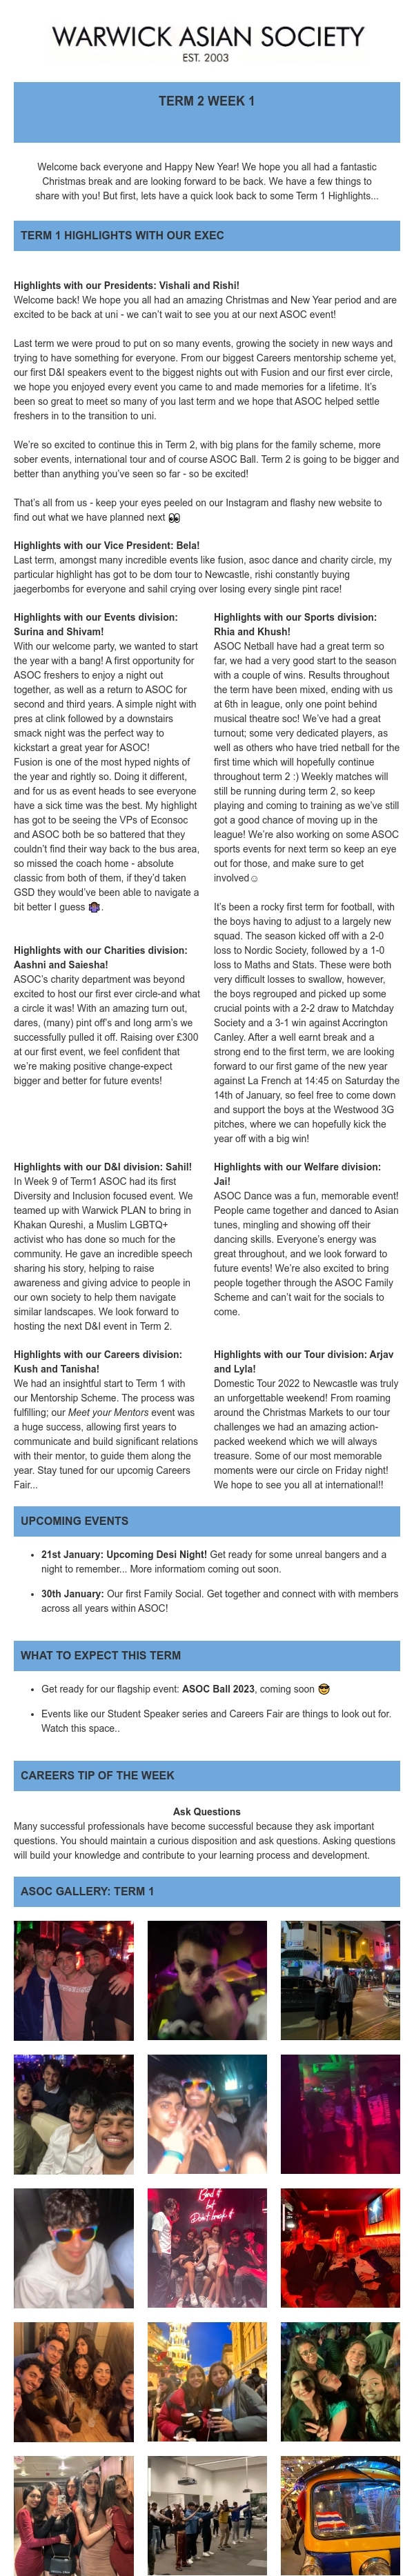 WARWICK ASIAN SOCIETY
EST. 2003
TERM 2 WEEK 1
Welcome back everyone and Happy New Year! We hope you all had a fantastic
Christmas break and are looking forward to be back. We have a few things to
share with you! But first, lets have a quick look back to some Term 1 Highlights...
TERM 1 HIGHLIGHTS WITH OUR EXEC
Highlights with our Presidents: Vishali and Rishi!
Welcome back! We hope you all had an amazing Christmas and New Year period and are
excited to be back at uni - we can't wait to see you at our next ASOC event!
Last term we were proud to put on so many events, growing the society in new ways and
trying to have something for everyone. From our biggest Careers mentorship scheme yet,
our first D&I speakers event to the biggest nights out with Fusion and our first ever circle,
we hope you enjoyed every event you came to and made memories for a lifetime. It's
been so great to meet so many of you last term and we hope that ASOC helped settle
freshers in to the transition to uni.
We're so excited to continue this in Term 2, with big plans for the family scheme, more
sober events, international tour and of course ASOC Ball. Term 2 is going to be bigger and
better than anything you've seen so far - so be excited!
That's all from us - keep your eyes peeled on our Instagram and flashy new website to
find out what we have planned next 👀
Highlights with our Vice President: Bela!
Last term, amongst many incredible events like fusion, asoc dance and charity circle, my
particular highlight has got to be dom tour to Newcastle, rishi constantly buying
jaegerbombs for everyone and sahil crying over losing every single pint race!
Highlights with our Events division:
Surina and Shivam!
With our welcome party, we wanted to start
the year with a bang! A first opportunity for
ASOC freshers to enjoy a night out
together, as well as a return to ASOC for
second and third years. A simple night with
pres at clink followed by a downstairs
smack night was the perfect way to
kickstart a great year for ASOC!
Fusion is one of the most hyped nights of
the year and rightly so. Doing it different,
and for us as event heads to see everyone
have a sick time was the best. My highlight
has got to be seeing the VPs of Econsoc
and ASOC both be so battered that they
couldn't find their way back to the bus area,
so missed the coach home - absolute
classic from both of them, if they'd taken
GSD they would've been able to navigate a
bit better I guess 🤷🏾‍♀️.
Highlights with our Sports division:
Rhia and Khush!
ASOC Netball have had a great term so
far, we had a very good start to the season
with a couple of wins. Results throughout
the term have been mixed, ending with us
at 6th in league, only one point behind
musical theatre soc! We've had a great
turnout; some very dedicated players, as
well as others who have tried netball for the
first time which will hopefully continue
throughout term 2 :) Weekly matches will
still be running during term 2, so keep
playing and coming to training as we've still
got a good chance of moving up in the
league! We're also working on some ASOC
sports events for next term so keep an eye
out for those, and make sure to get
involved☺
It's been a rocky first term for football, with
the boys having to adjust to a largely new
squad. The season kicked off with a 2-0
loss to Nordic Society, followed by a 1-0
loss to Maths and Stats. These were both
very difficult losses to swallow, however,
the boys regrouped and picked up some
crucial points with a 2-2 draw to Matchday
Society and a 3-1 win against Accrington
Canley. After a well earnt break and a
strong end to the first term, we are looking
forward to our first game of the new year
against La French at 14:45 on Saturday the
14th of January, so feel free to come down
and support the boys at the Westwood 3G
pitches, where we can hopefully kick the
year off with a big win!
Highlights with our Charities division:
Aashni and Saiesha!
ASOC's charity department was beyond
excited to host our first ever circle-and what
a circle it was! With an amazing turn out,
dares, (many) pint off's and long arm's we
successfully pulled it off. Raising over £300
at our first event, we feel confident that
we're making positive change-expect
bigger and better for future events!
Highlights with our D&I division: Sahil!
In Week 9 of Term1 ASOC had its first
Diversity and Inclusion focused event. We
teamed up with Warwick PLAN to bring in
Khakan Qureshi, a Muslim LGBTQ+
activist who has done so much for the
community. He gave an incredible speech
sharing his story, helping to raise
awareness and giving advice to people in
our own society to help them navigate
similar landscapes. We look forward to
hosting the next D&I event in Term 2.
Highlights with our Welfare division:
Jai!
ASOC Dance was a fun, memorable event!
People came together and danced to Asian
tunes, mingling and showing off their
dancing skills. Everyone's energy was
great throughout, and we look forward to
future events! We're also excited to bring
people together through the ASOC Family
Scheme and can't wait for the socials to
come.
Highlights with our Careers division:
Kush and Tanisha!
We had an insightful start to Term 1 with
our Mentorship Scheme. The process was
fulfilling; our Meet your Mentors event was
a huge success, allowing first years to
communicate and build significant relations
with their mentor, to guide them along the
year. Stay tuned for our upcomig Careers
Fair...
Highlights with our Tour division: Arjav
and Lyla!
Domestic Tour 2022 to Newcastle was truly
an unforgettable weekend! From roaming
around the Christmas Markets to our tour
challenges we had an amazing action-
packed weekend which we will always
treasure. Some of our most memorable
moments were our circle on Friday night!
We hope to see you all at international!!
UPCOMING EVENTS
• 21st January: Upcoming Desi Night! Get ready for some unreal bangers and a
night to remember... More informatiom coming out soon.
• 30th January: Our first Family Social. Get together and connect with with members
across all years within ASOC!
WHAT TO EXPECT THIS TERM
• Get ready for our flagship event: ASOC Ball 2023, coming soon 😎
• Events like our Student Speaker series and Careers Fair are things to look out for.
Watch this space..
CAREERS TIP OF THE WEEK
Ask Questions
Many successful professionals have become successful because they ask important
questions. You should maintain a curious disposition and ask questions. Asking questions
will build your knowledge and contribute to your learning process and development.
ASOC GALLERY: TERM 1